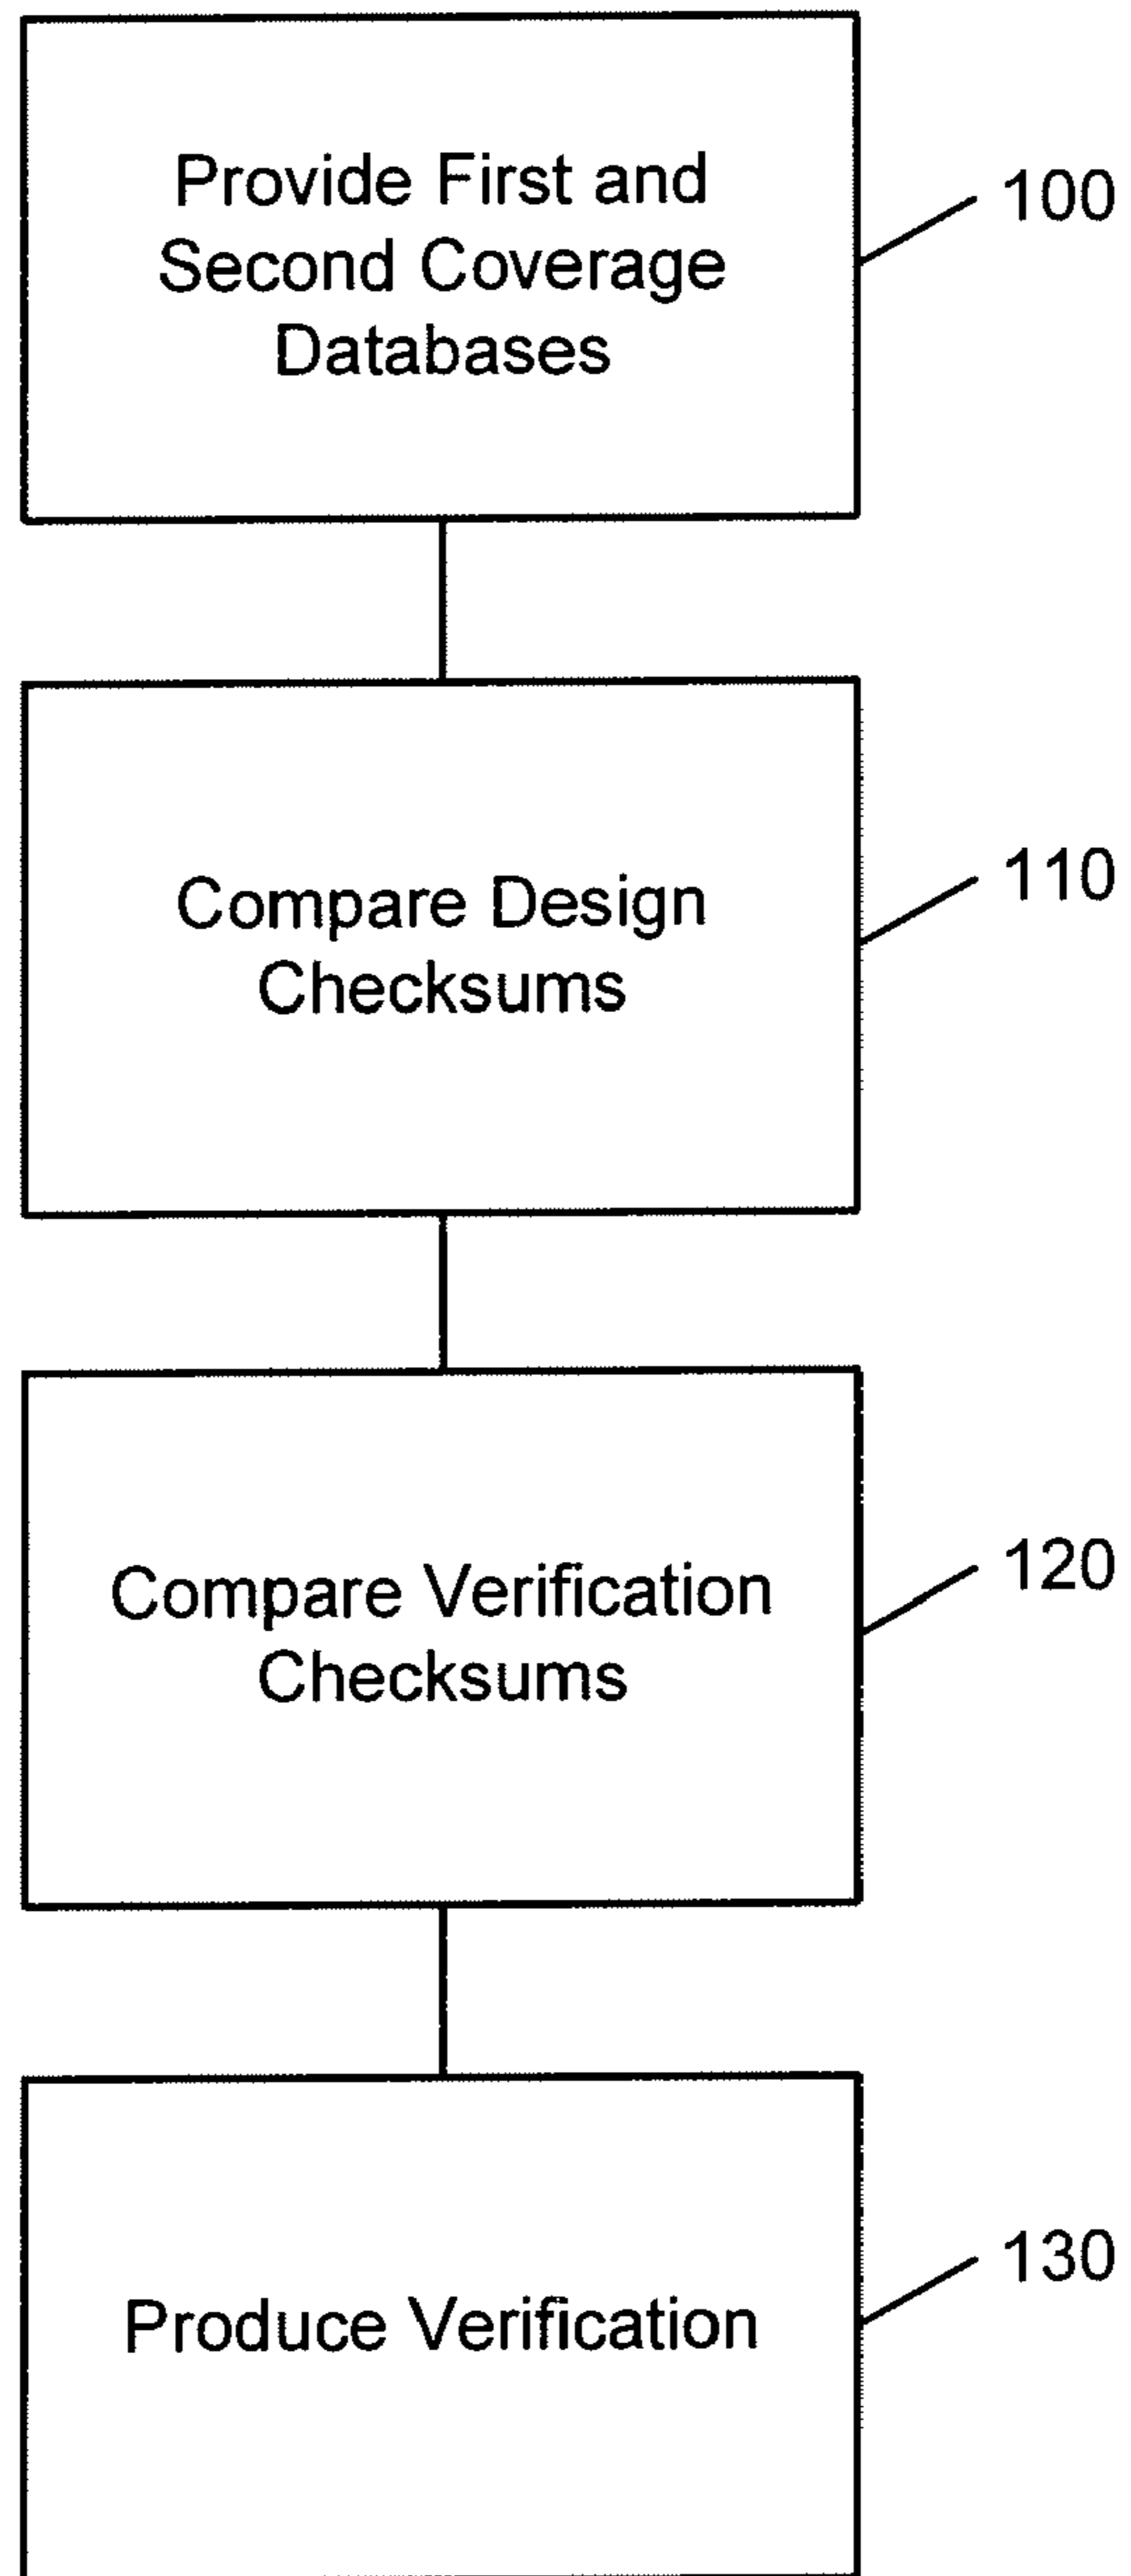 Provide First and
Second Coverage
Databases
100
Compare Design
Checksums
110
Compare Verification
Checksums
120
Produce Verification
130